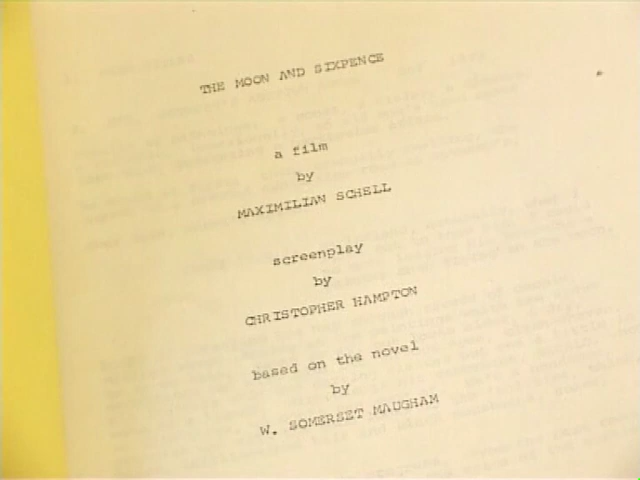 THE MOON AND SIXPENCE
a film
by
MAXIMILIAN SCHELL
screenplay
by
CHRISTOPHER HAMPTON
based on the novel
by
W. SOMERSET MAUGHAM